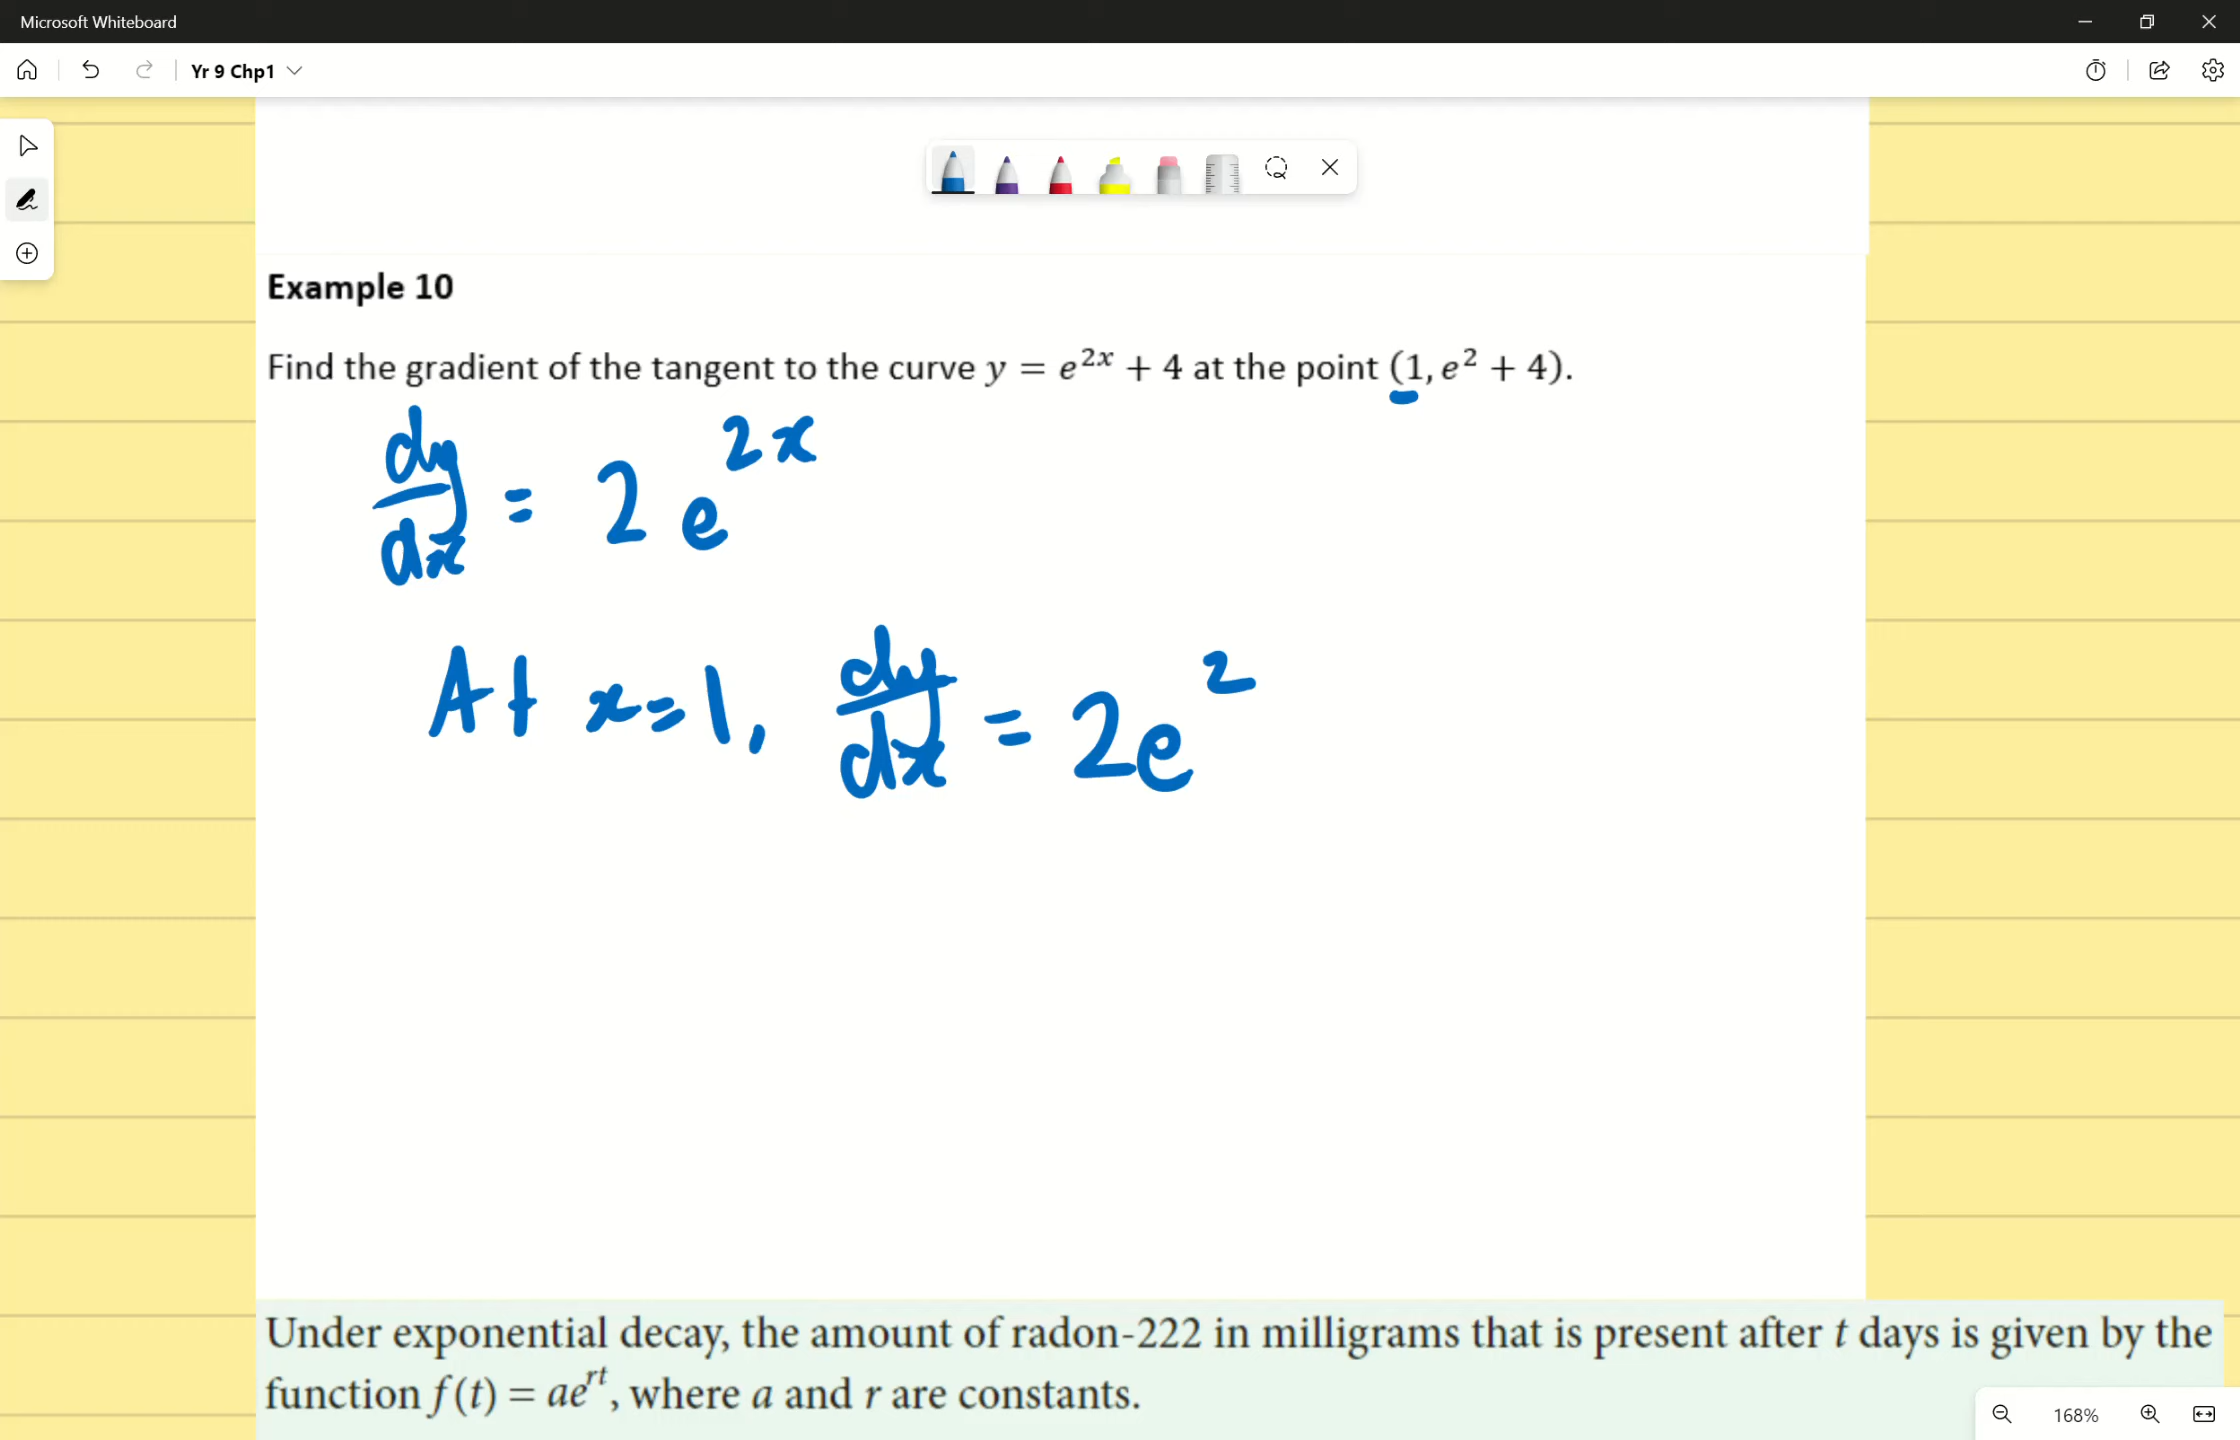 Microsoft Whiteboard
Yr 9 Chp1
Example 10
Find the gradient of the tangent to the curve y = e^{2x} + 4 at the point (1, e^2 + 4).
dy/dx = 2 e^{2x}
At x=1, dy/dx = 2e^2
Under exponential decay, the amount of radon-222 in milligrams that is present after t days is given by the
function f(t) = ae^{rt}, where a and r are constants.
168%